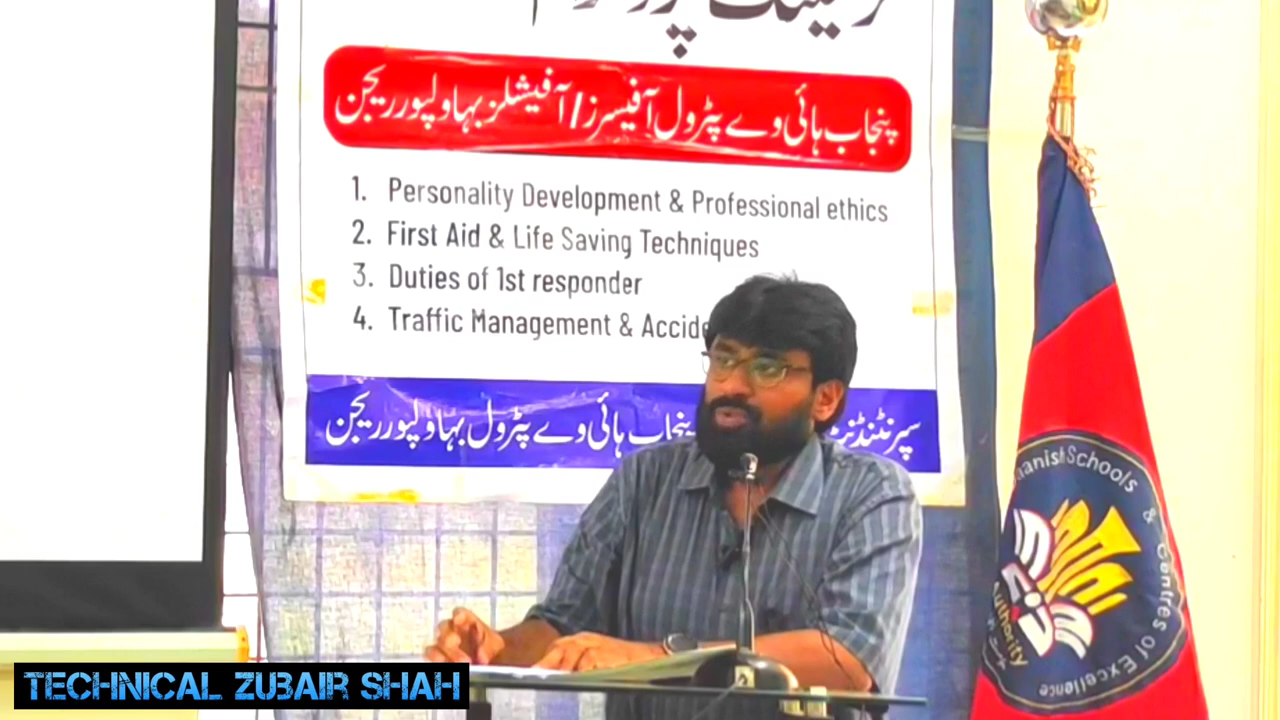 پنجاب ہائی وے پٹرول آفیسرز/آفیشلز بہاولپور ریجن
1. Personality Development & Professional ethics
2. First Aid & Life Saving Techniques
3. Duties of 1st responder
4. Traffic Management &
سپرنٹنڈنٹ پنجاب ہائی وے پٹرول بہاولپور ریجن
Schools & Centres of Excellence
Authority
TECHNICAL ZUBAIR SHAH